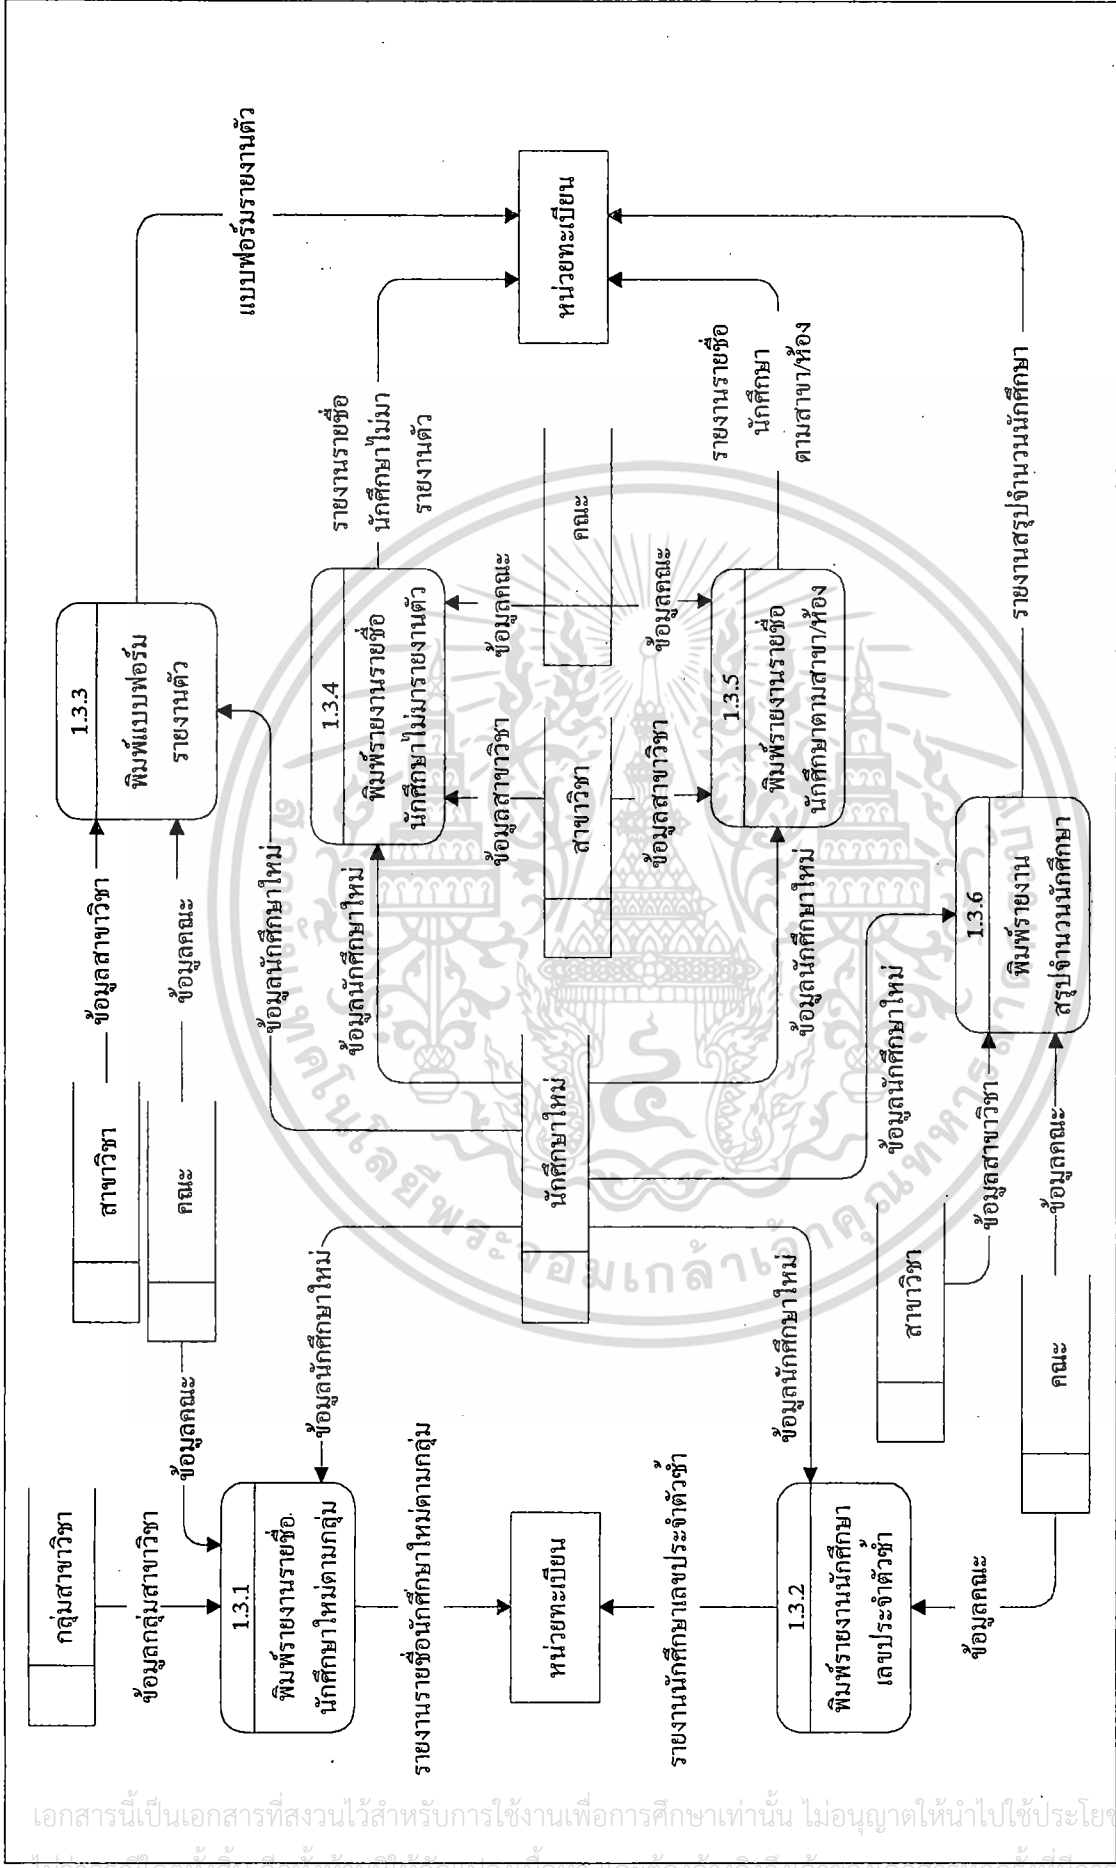 กลุ่มสาขาวิชา
ข้อมูลกลุ่มสาขาวิชา
1.3.1
พิมพ์รายงานรายชื่อ
นักศึกษาใหม่ตามกลุ่ม
รายงานรายชื่อนักศึกษาใหม่ตามกลุ่ม
หน่วยทะเบียน
รายงานนักศึกษาเลขประจำตัวซ้ำ
1.3.2
พิมพ์รายงานนักศึกษา
เลขประจำตัวซ้ำ
ข้อมูลคณะ
ข้อมูลคณะ
ข้อมูลนักศึกษาใหม่
ข้อมูลนักศึกษาใหม่
สาขาวิชา
คณะ
นักศึกษาใหม่
สาขาวิชา
คณะ
ข้อมูลสาขาวิชา
ข้อมูลคณะ
ข้อมูลนักศึกษาใหม่
ข้อมูลนักศึกษาใหม่
ข้อมูลนักศึกษาใหม่
ข้อมูลนักศึกษาใหม่
ข้อมูลสาขาวิชา
ข้อมูลคณะ
1.3.3
พิมพ์แบบฟอร์ม
รายงานตัว
1.3.4
พิมพ์รายงานรายชื่อ
นักศึกษาไม่มารายงานตัว
ข้อมูลสาขาวิชา
ข้อมูลคณะ
สาขาวิชา
คณะ
ข้อมูลสาขาวิชา
ข้อมูลคณะ
1.3.5
พิมพ์รายงานรายชื่อ
นักศึกษาตามสาขา/ห้อง
1.3.6
พิมพ์รายงาน
สรุปจำนวนนักศึกษา
แบบฟอร์มรายงานตัว
รายงานรายชื่อ
นักศึกษาไม่มา
รายงานตัว
หน่วยทะเบียน
รายงานรายชื่อ
นักศึกษา
ตามสาขา/ห้อง
รายงานสรุปจำนวนนักศึกษา
เอกสารนี้เป็นเอกสารที่สงวนไว้สำหรับการใช้งานเพื่อการศึกษาเท่านั้น ไม่อนุญาตให้นำไปใช้ประโยช